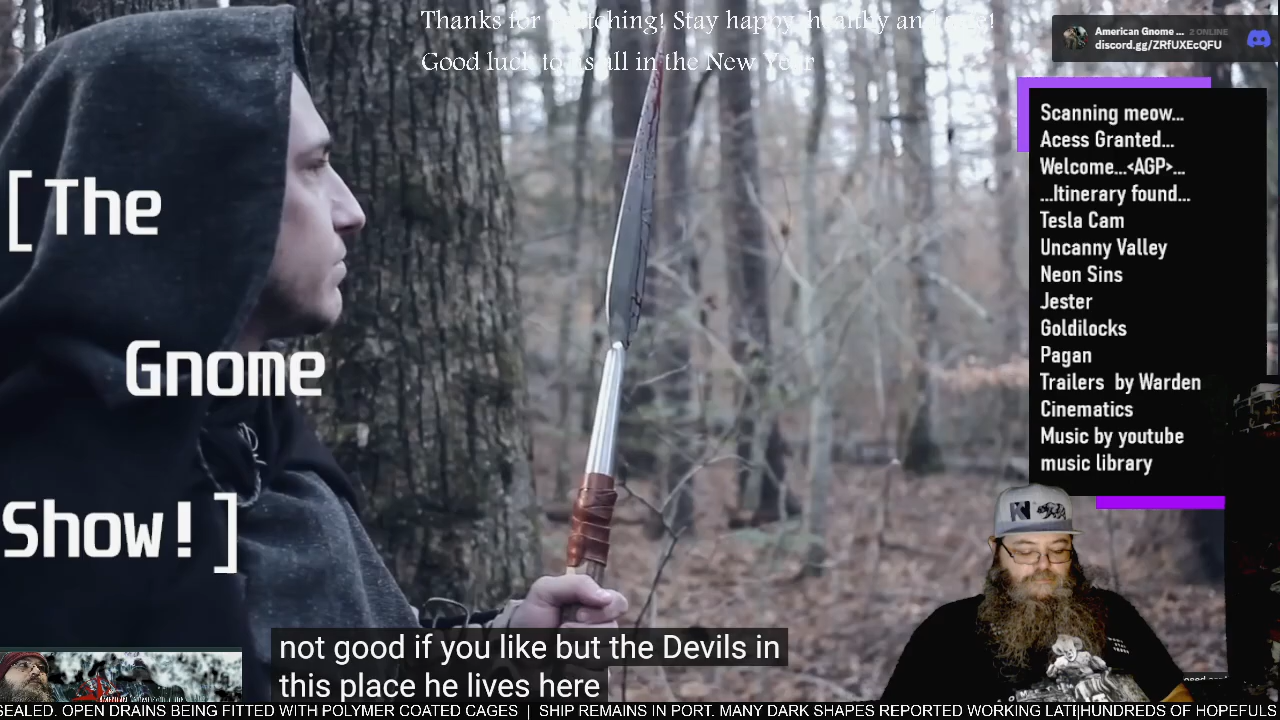 Thanks for watching! Stay happy, healthy and safe!
Good luck to us all in the New Year
American Gnome ... 2 ONLINE
discord.gg/ZRfUXEcQFU
Scanning meow...
Acess Granted...
Welcome...<AGP>...
...Itinerary found...
Tesla Cam
Uncanny Valley
Neon Sins
Jester
Goldilocks
Pagan
Trailers by Warden
Cinematics
Music by youtube
music library
[The
Gnome
Show!]
not good if you like but the Devils in
this place he lives here
SEALED. OPEN DRAINS BEING FITTED WITH POLYMER COATED CAGES | SHIP REMAINS IN PORT. MANY DARK SHAPES REPORTED WORKING LATE|HUNDREDS OF HOPEFULS